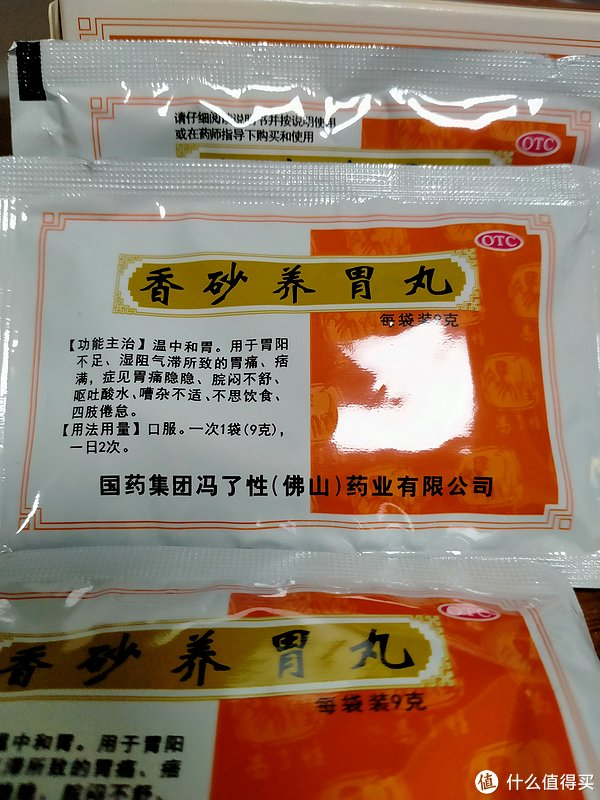 请仔细阅读说明书并按说明使用
或在药师指导下购买和使用
OTC
OTC
香砂养胃丸
每袋装9克
【功能主治】温中和胃。用于胃阳
不足、湿阻气滞所致的胃痛、痞
满,症见胃痛隐隐、脘闷不舒、
呕吐酸水、嘈杂不适、不思饮食、
四肢倦怠。
【用法用量】口服。一次1袋(9克),
一日2次。
国药集团冯了性(佛山)药业有限公司
OTC
香砂养胃丸
每袋装9克
温中和胃。用于胃阳
滞所致的胃痛、痞
脘闷不舒、
值 什么值得买